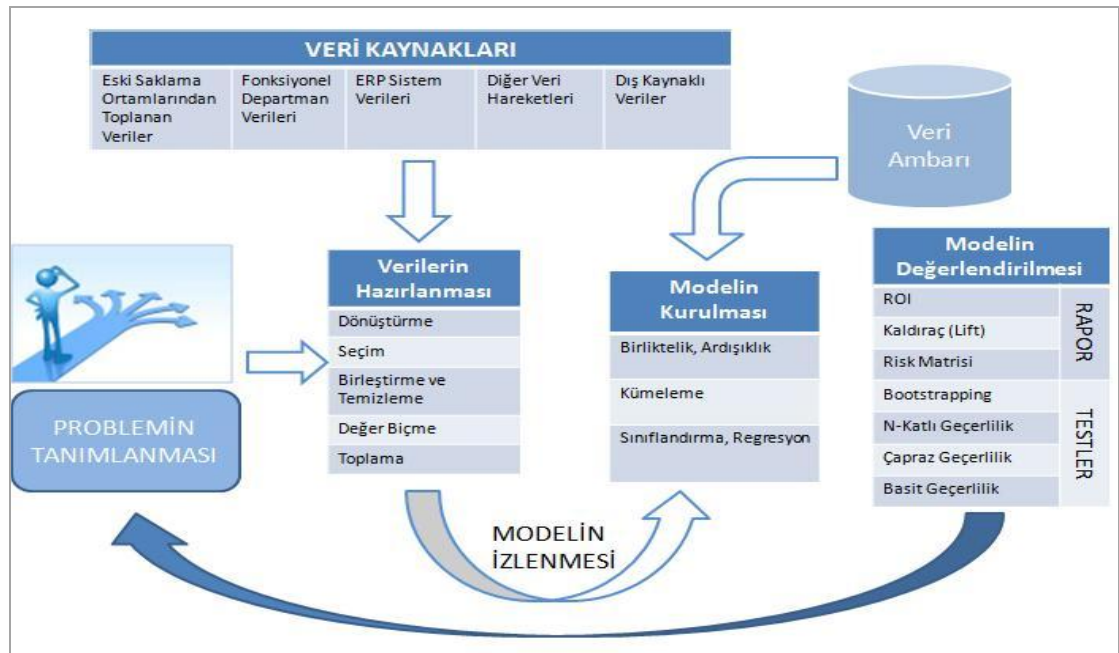 VERİ KAYNAKLARI
Eski Saklama
Ortamlarından
Toplanan
Veriler
Fonksiyonel
Departman
Verileri
ERP Sistem
Verileri
Diğer Veri
Hareketleri
Dış Kaynaklı
Veriler
Veri
Ambarı
PROBLEMİN
TANIMLANMASI
Verilerin
Hazırlanması
Dönüştürme
Seçim
Birleştirme ve
Temizleme
Değer Biçme
Toplama
Modelin
Kurulması
Birliktelik, Ardışıklık
Kümeleme
Sınıflandırma, Regresyon
Modelin
Değerlendirilmesi
ROI
Kaldıraç (Lift)
Risk Matrisi
RAPOR
Bootstrapping
N-Katlı Geçerlilik
Çapraz Geçerlilik
Basit Geçerlilik
TESTLER
MODELİN
İZLENMESİ